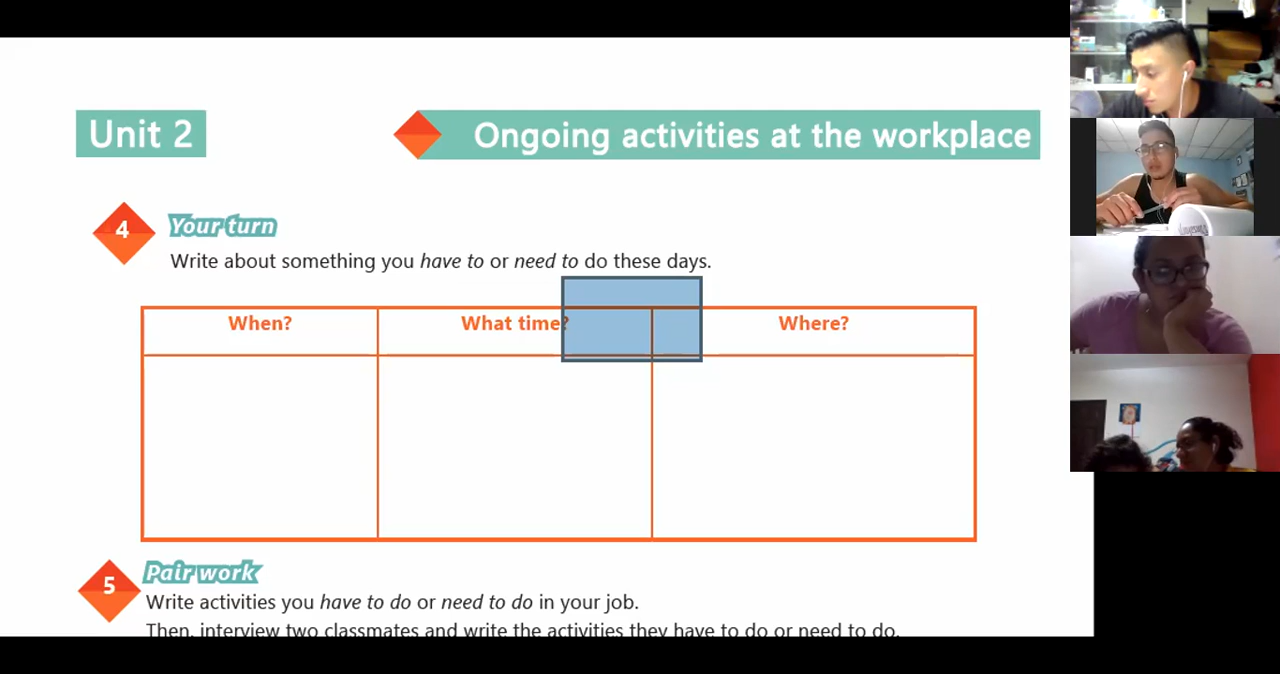 Unit 2
Ongoing activities at the workplace
4
Your turn
Write about something you have to or need to do these days.
When?
What time?
Where?
5
Pair work
Write activities you have to do or need to do in your job.
Then, interview two classmates and write the activities they have to do or need to do.